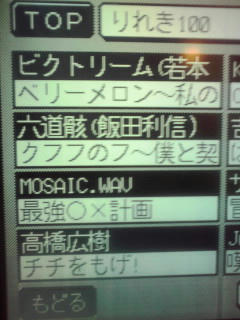 TOP りれき100
ビクトリーム(若本
ベリーメロン〜私の
六道骸(飯田利信)
クフフのフ〜僕と契
MOSAIC.WAV
最強○×計画
高橋広樹
チチをもげ!
もどる